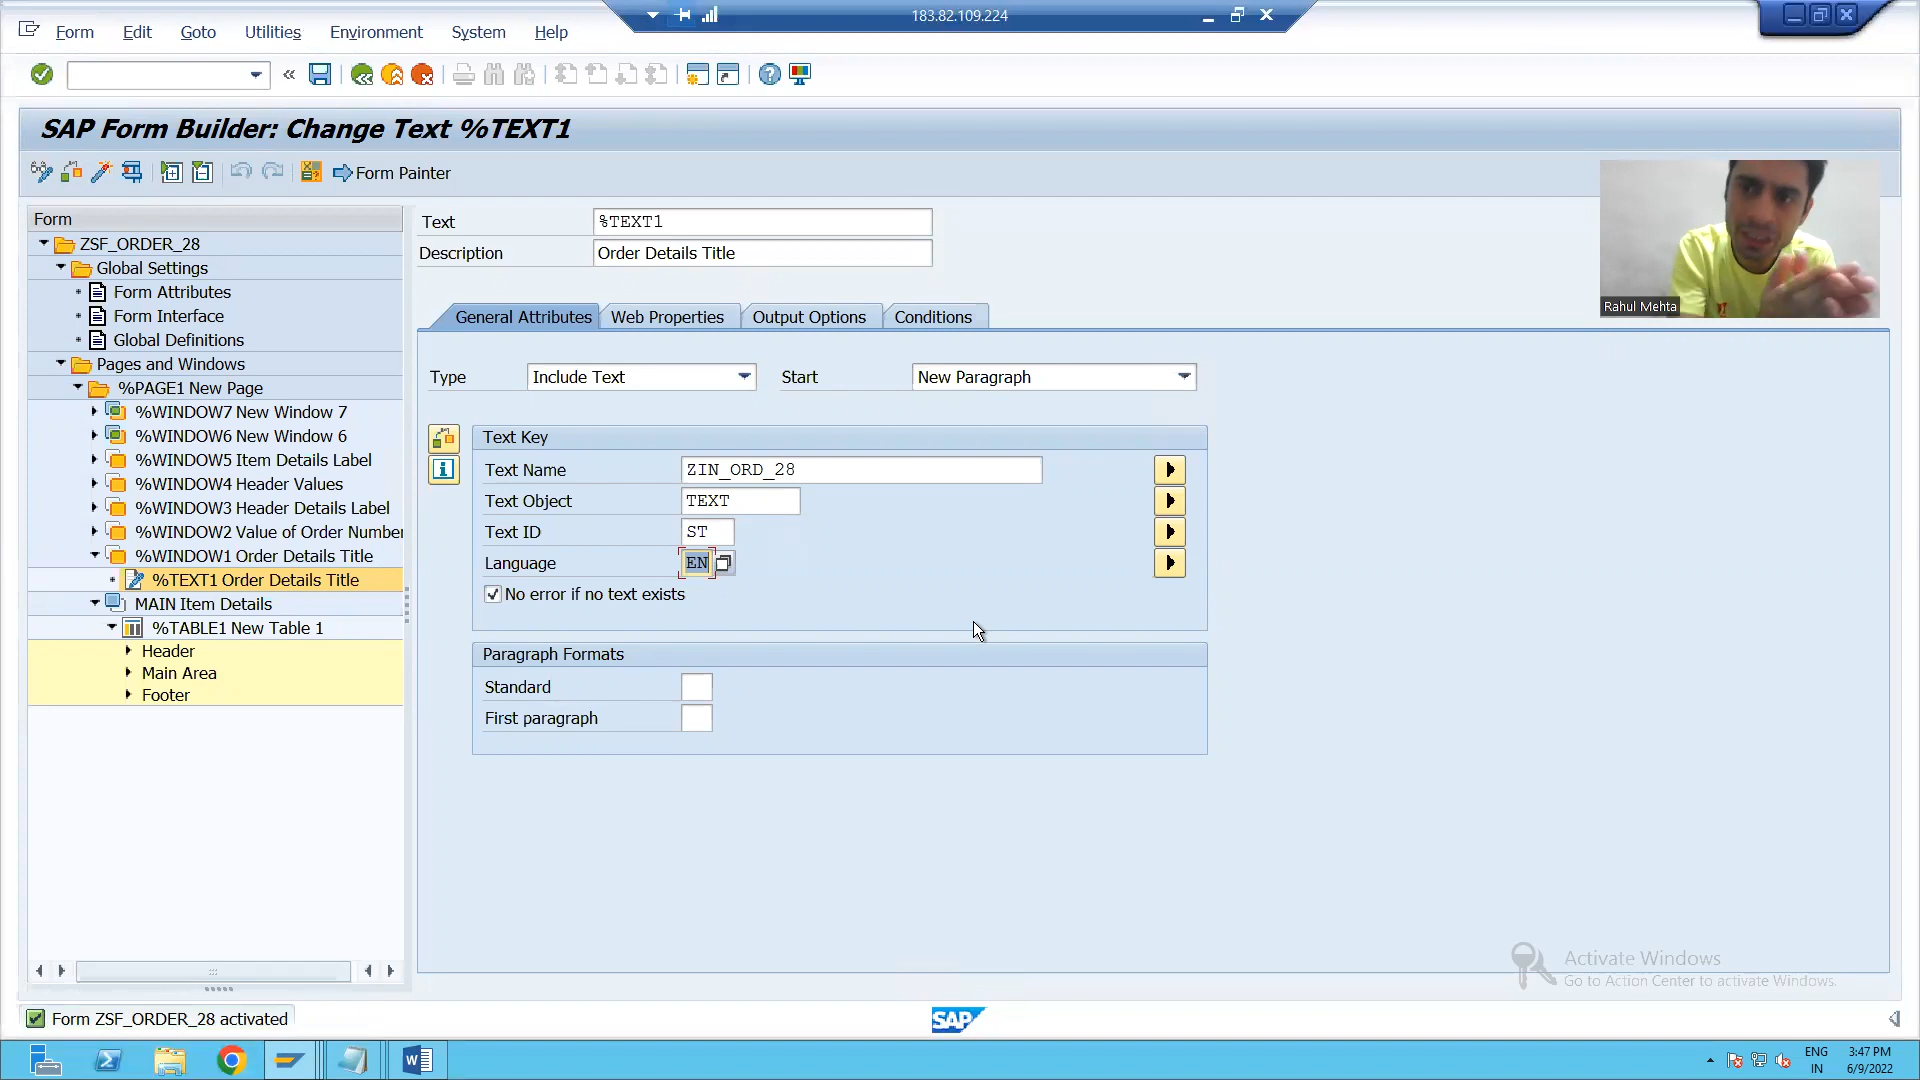 183.82.109.224
Form Edit Goto Utilities Environment System Help
SAP Form Builder: Change Text %TEXT1
Form Painter
Form
ZSF_ORDER_28
Global Settings
Form Attributes
Form Interface
Global Definitions
Pages and Windows
%PAGE1 New Page
%WINDOW7 New Window 7
%WINDOW6 New Window 6
%WINDOW5 Item Details Label
%WINDOW4 Header Values
%WINDOW3 Header Details Label
%WINDOW2 Value of Order Number
%WINDOW1 Order Details Title
%TEXT1 Order Details Title
MAIN Item Details
%TABLE1 New Table 1
Header
Main Area
Footer
Text %TEXT1
Description Order Details Title
General Attributes Web Properties Output Options Conditions
Type Include Text Start New Paragraph
Text Key
Text Name ZIN_ORD_28
Text Object TEXT
Text ID ST
Language EN
No error if no text exists
Paragraph Formats
Standard
First paragraph
Rahul Mehta
Activate Windows
Go to Action Center to activate Windows.
Form ZSF_ORDER_28 activated
SAP
ENG 3:47 PM
IN 6/9/2022